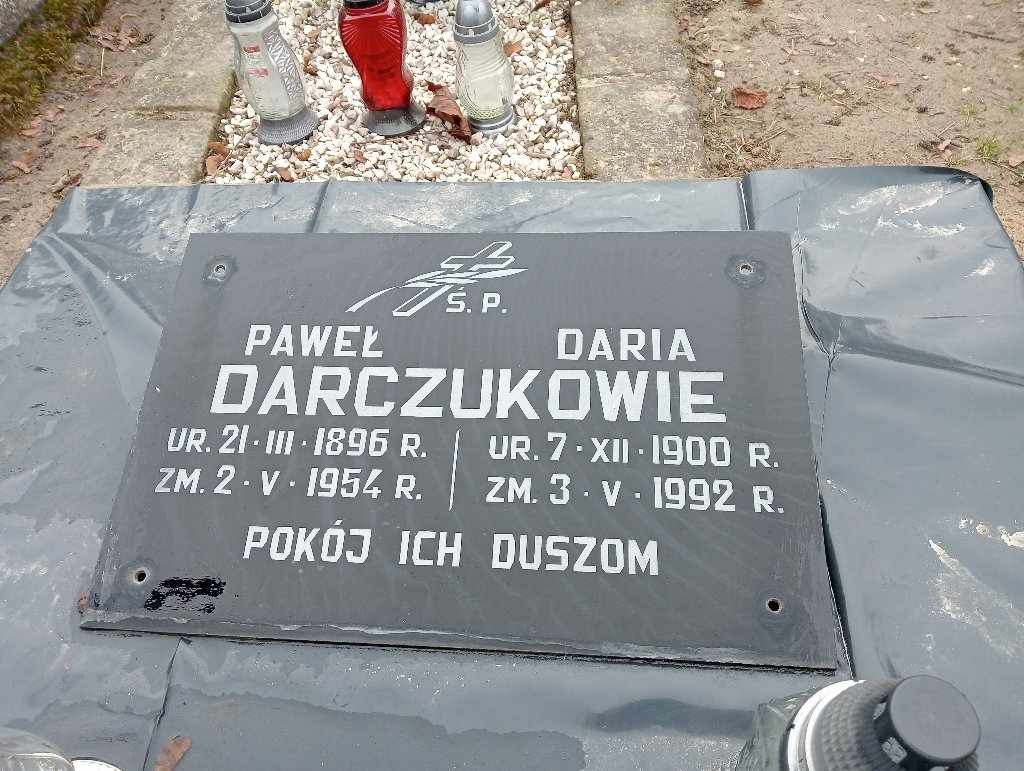 Ś. P.
PAWEŁ DARIA
DARCZUKOWIE
UR. 21 · III · 1896 R. UR. 7 · XII · 1900 R.
ZM. 2 · V · 1954 R. ZM. 3 · V · 1992 R.
POKÓJ ICH DUSZOM